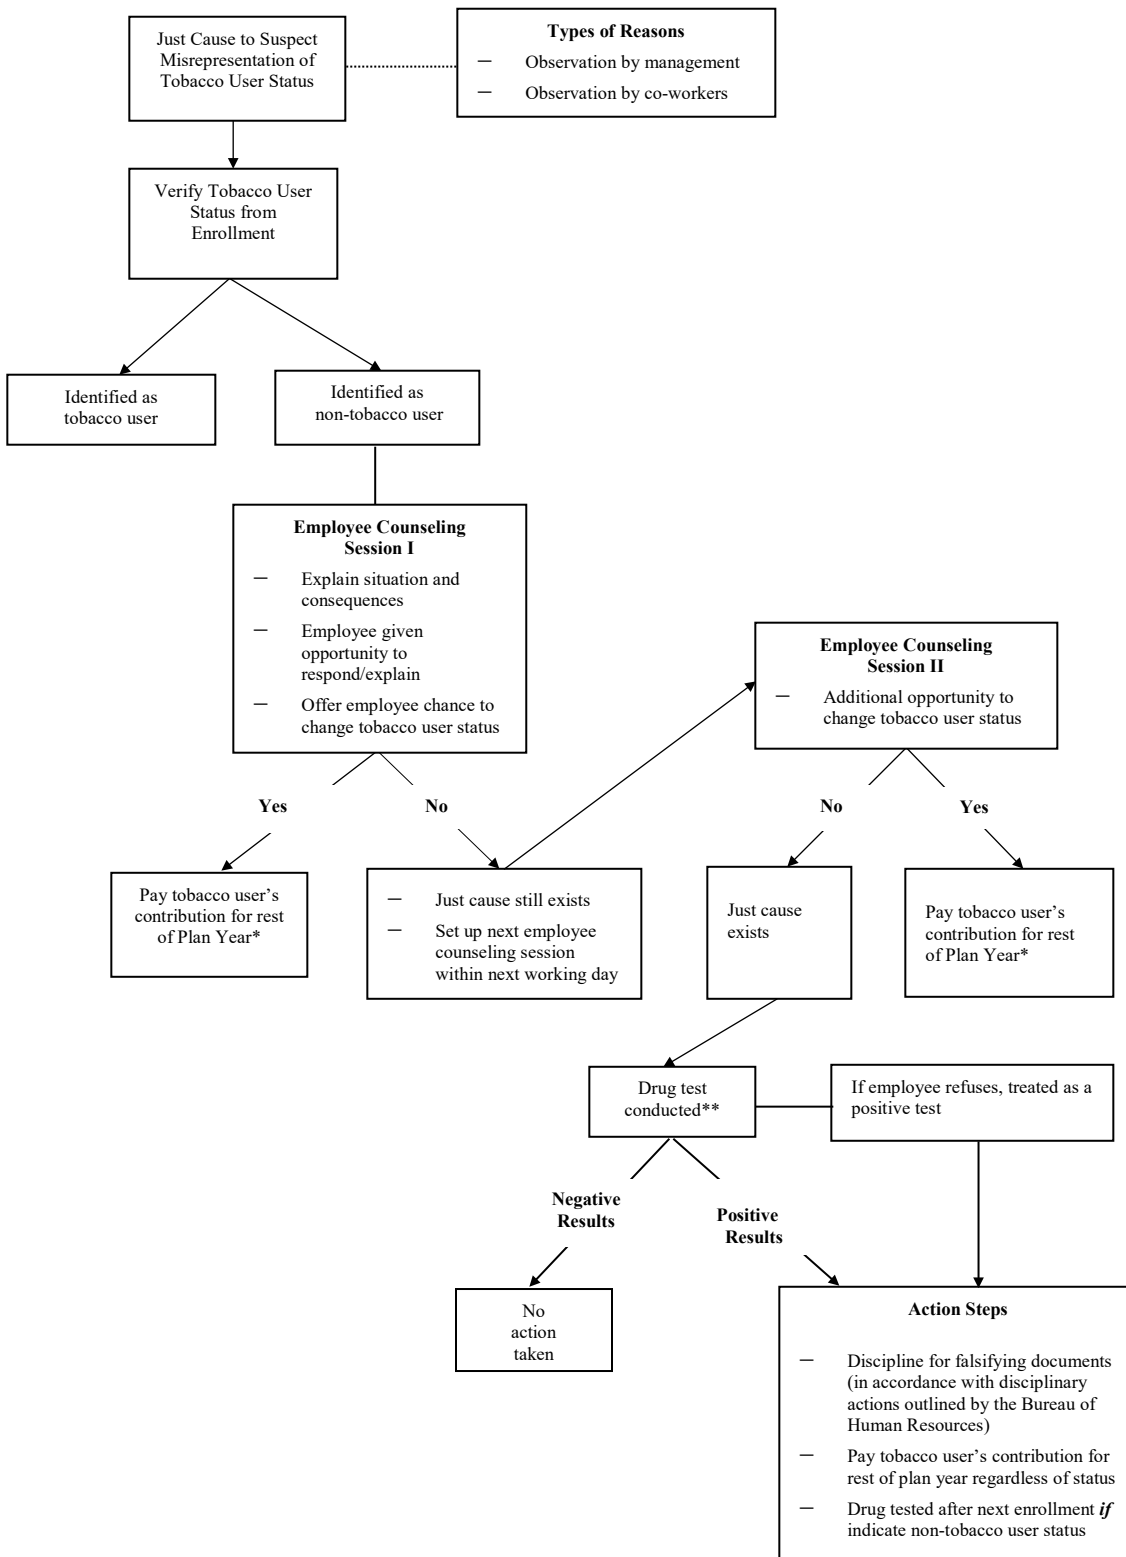 Just Cause to Suspect
Misrepresentation of
Tobacco User Status
Types of Reasons
— Observation by management
— Observation by co-workers
Verify Tobacco User
Status from
Enrollment
Identified as
tobacco user
Identified as
non-tobacco user
Employee Counseling
Session I
— Explain situation and
consequences
— Employee given
opportunity to
respond/explain
— Offer employee chance to
change tobacco user status
Employee Counseling
Session II
— Additional opportunity to
change tobacco user status
Yes
No
No
Yes
Pay tobacco user's
contribution for rest
of Plan Year*
— Just cause still exists
— Set up next employee
counseling session
within next working day
Just cause
exists
Pay tobacco user's
contribution for rest
of Plan Year*
Drug test
conducted**
If employee refuses, treated as a
positive test
Negative
Results
Positive
Results
No
action
taken
Action Steps
— Discipline for falsifying documents
(in accordance with disciplinary
actions outlined by the Bureau of
Human Resources)
— Pay tobacco user's contribution for
rest of plan year regardless of status
— Drug tested after next enrollment if
indicate non-tobacco user status